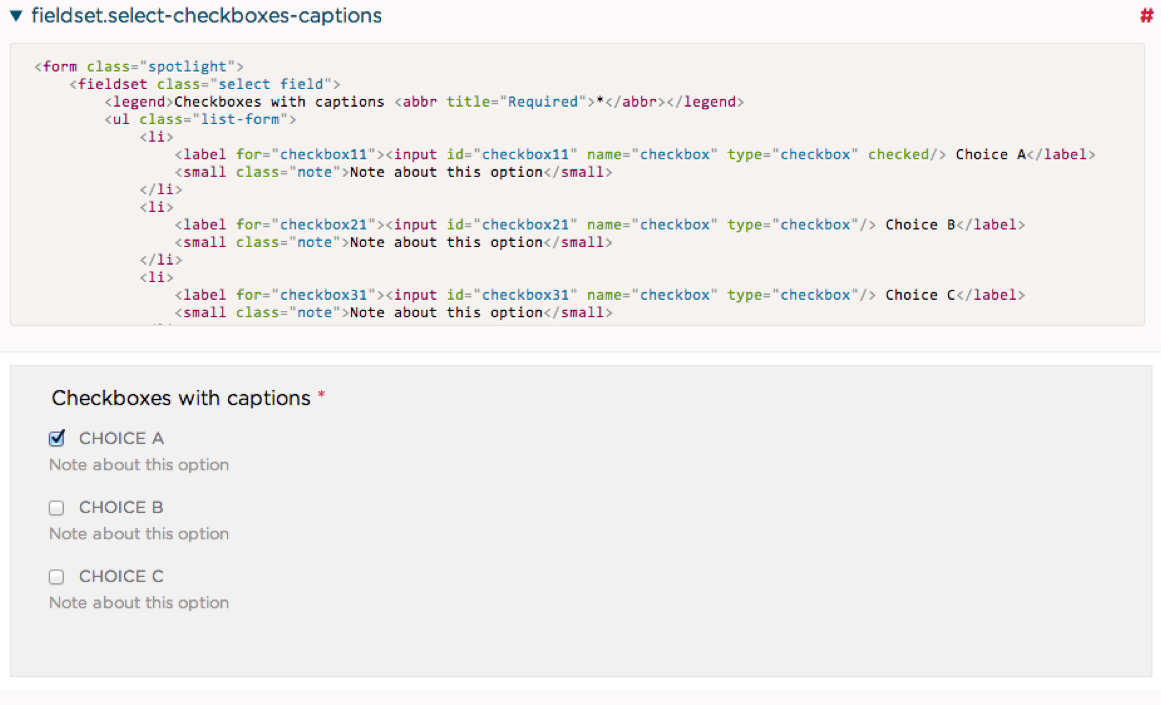 ▼ fieldset.select-checkboxes-captions #
<form class="spotlight">
    <fieldset class="select field">
        <legend>Checkboxes with captions <abbr title="Required">*</abbr></legend>
        <ul class="list-form">
            <li>
                <label for="checkbox11"><input id="checkbox11" name="checkbox" type="checkbox" checked/> Choice A</label>
                <small class="note">Note about this option</small>
            </li>
            <li>
                <label for="checkbox21"><input id="checkbox21" name="checkbox" type="checkbox"/> Choice B</label>
                <small class="note">Note about this option</small>
            </li>
            <li>
                <label for="checkbox31"><input id="checkbox31" name="checkbox" type="checkbox"/> Choice C</label>
                <small class="note">Note about this option</small>
Checkboxes with captions *
CHOICE A
Note about this option
CHOICE B
Note about this option
CHOICE C
Note about this option